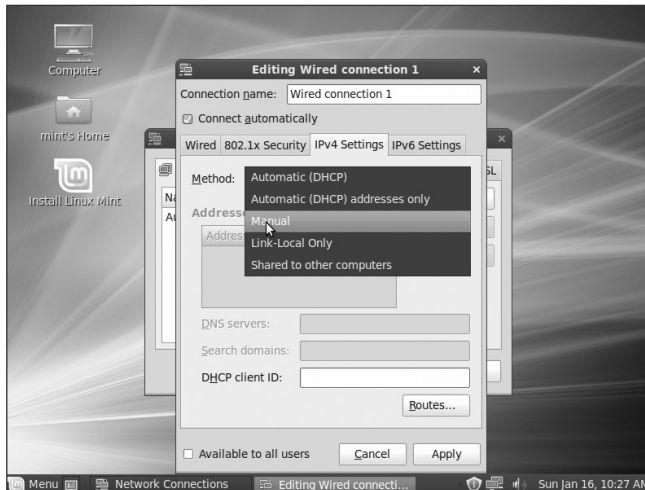 Computer
mint's Home
Install Linux Mint
Editing Wired connection 1
Connection name: Wired connection 1
Connect automatically
Wired 802.1x Security IPv4 Settings IPv6 Settings
Method:
Automatic (DHCP)
Automatic (DHCP) addresses only
Manual
Link-Local Only
Shared to other computers
DNS servers:
Search domains:
DHCP client ID:
Routes...
Available to all users Cancel Apply
Menu Network Connections Editing Wired connecti... Sun Jan 16, 10:27 AM